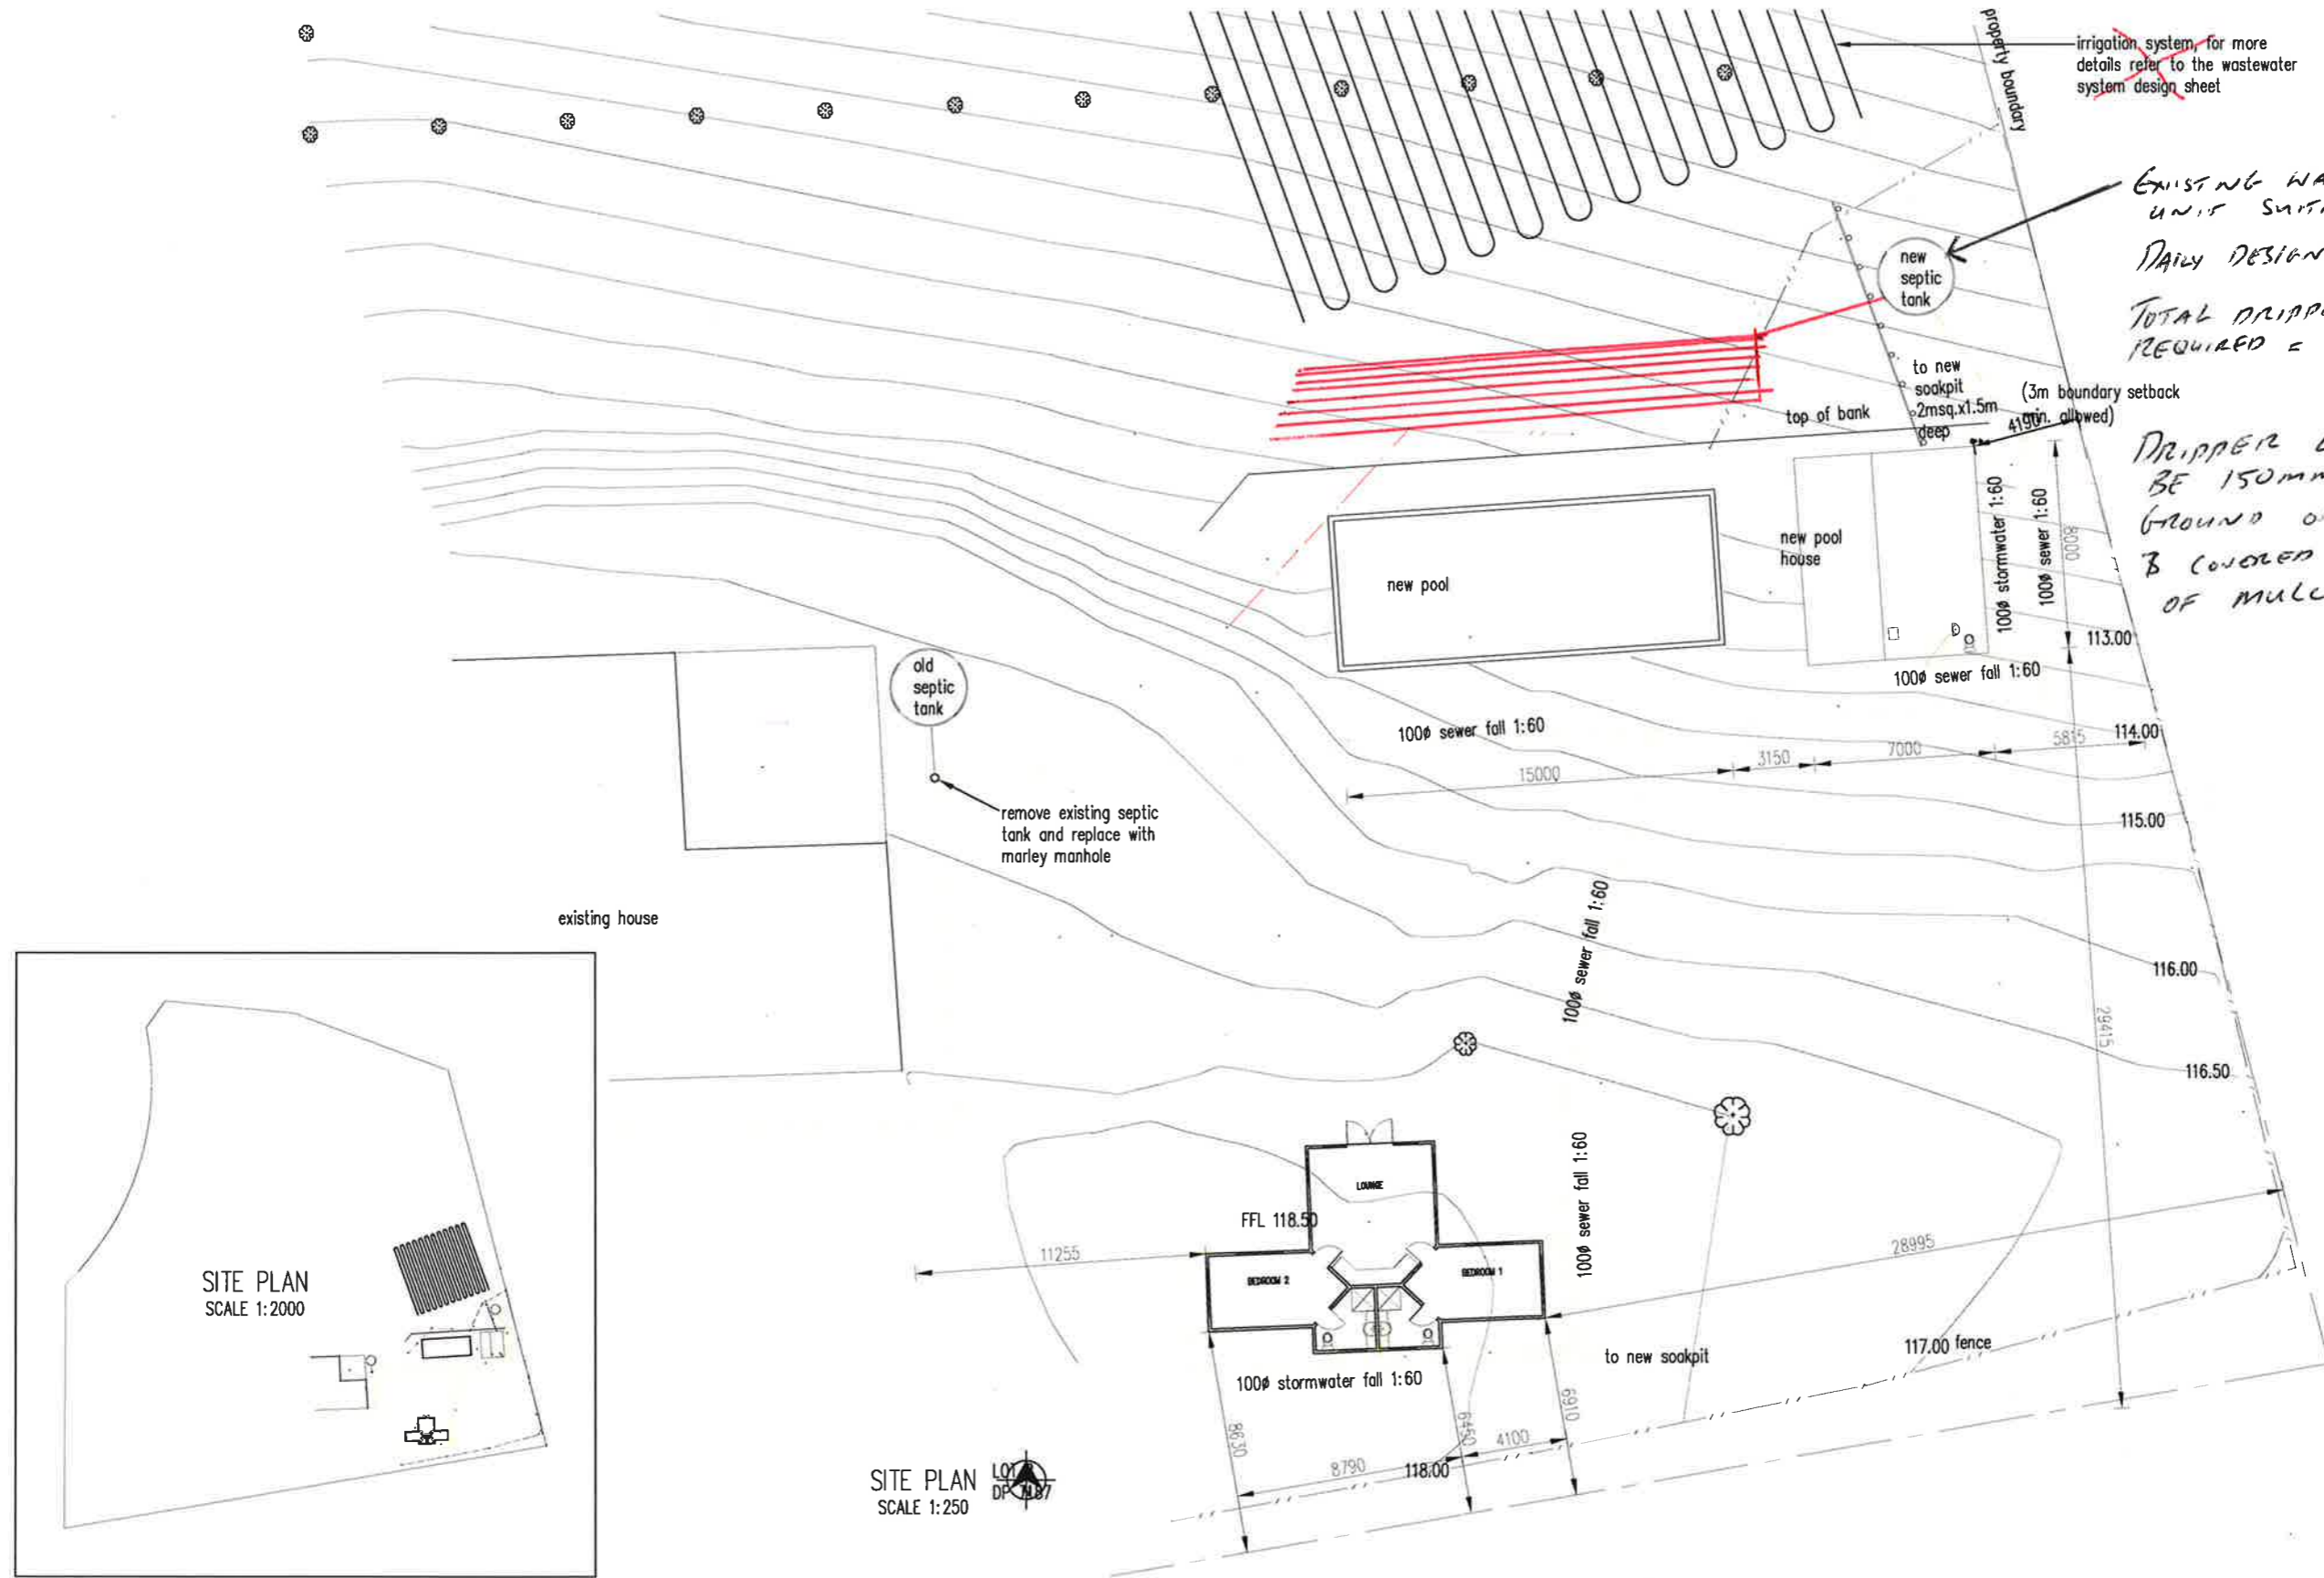 irrigation system, for more
details refer to the wastewater
system design sheet
property boundary
EXISTING WA
UNIT SUIT
DAILY DESIGN
TOTAL DRIPP
REQUIRED =
new
septic
tank
to new
soakpit
2msq.x1.5m
deep
(3m boundary setback
min. allowed)
4190
top of bank
DRIPPER
BE 150mm
GROUND
COVERED
OF MULC
new pool
new pool
house
100ø stormwater 1:60
100ø sewer 1:60
8000
113.00
100ø sewer fall 1:60
old
septic
tank
100ø sewer fall 1:60
114.00
15000
3150
7000
5815
115.00
remove existing septic
tank and replace with
marley manhole
existing house
100ø sewer fall 1:60
116.00
29415
116.50
LOUNGE
FFL 118.50
100ø sewer fall 1:60
11255
BEDROOM 2
BEDROOM 1
28995
SITE PLAN
SCALE 1:2000
117.00 fence
to new soakpit
100ø stormwater fall 1:60
8630
6450
6910
4100
8790
118.00
SITE PLAN
SCALE 1:250
LOT
DP